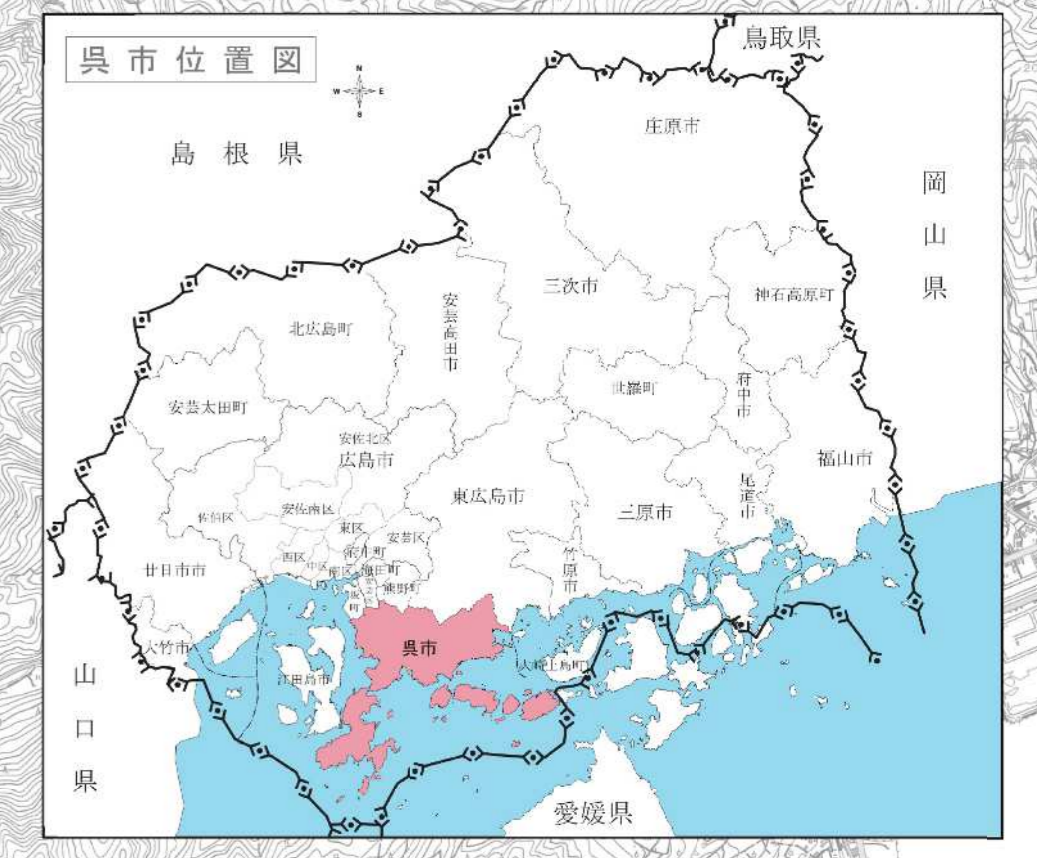 呉市位置図
N
W E
S
鳥取県
島根県
庄原市
岡山県
三次市
神石高原町
安芸高田市
北広島町
世羅町
府中市
安芸太田町
安佐北区
広島市
福山市
東広島市
尾道市
三原市
安佐南区
佐伯区
東区
安芸区
府中町
西区
中区
南区
海田町
竹原市
廿日市市
熊野町
坂町
大竹市
呉市
大崎上島町
江田島市
山口県
愛媛県